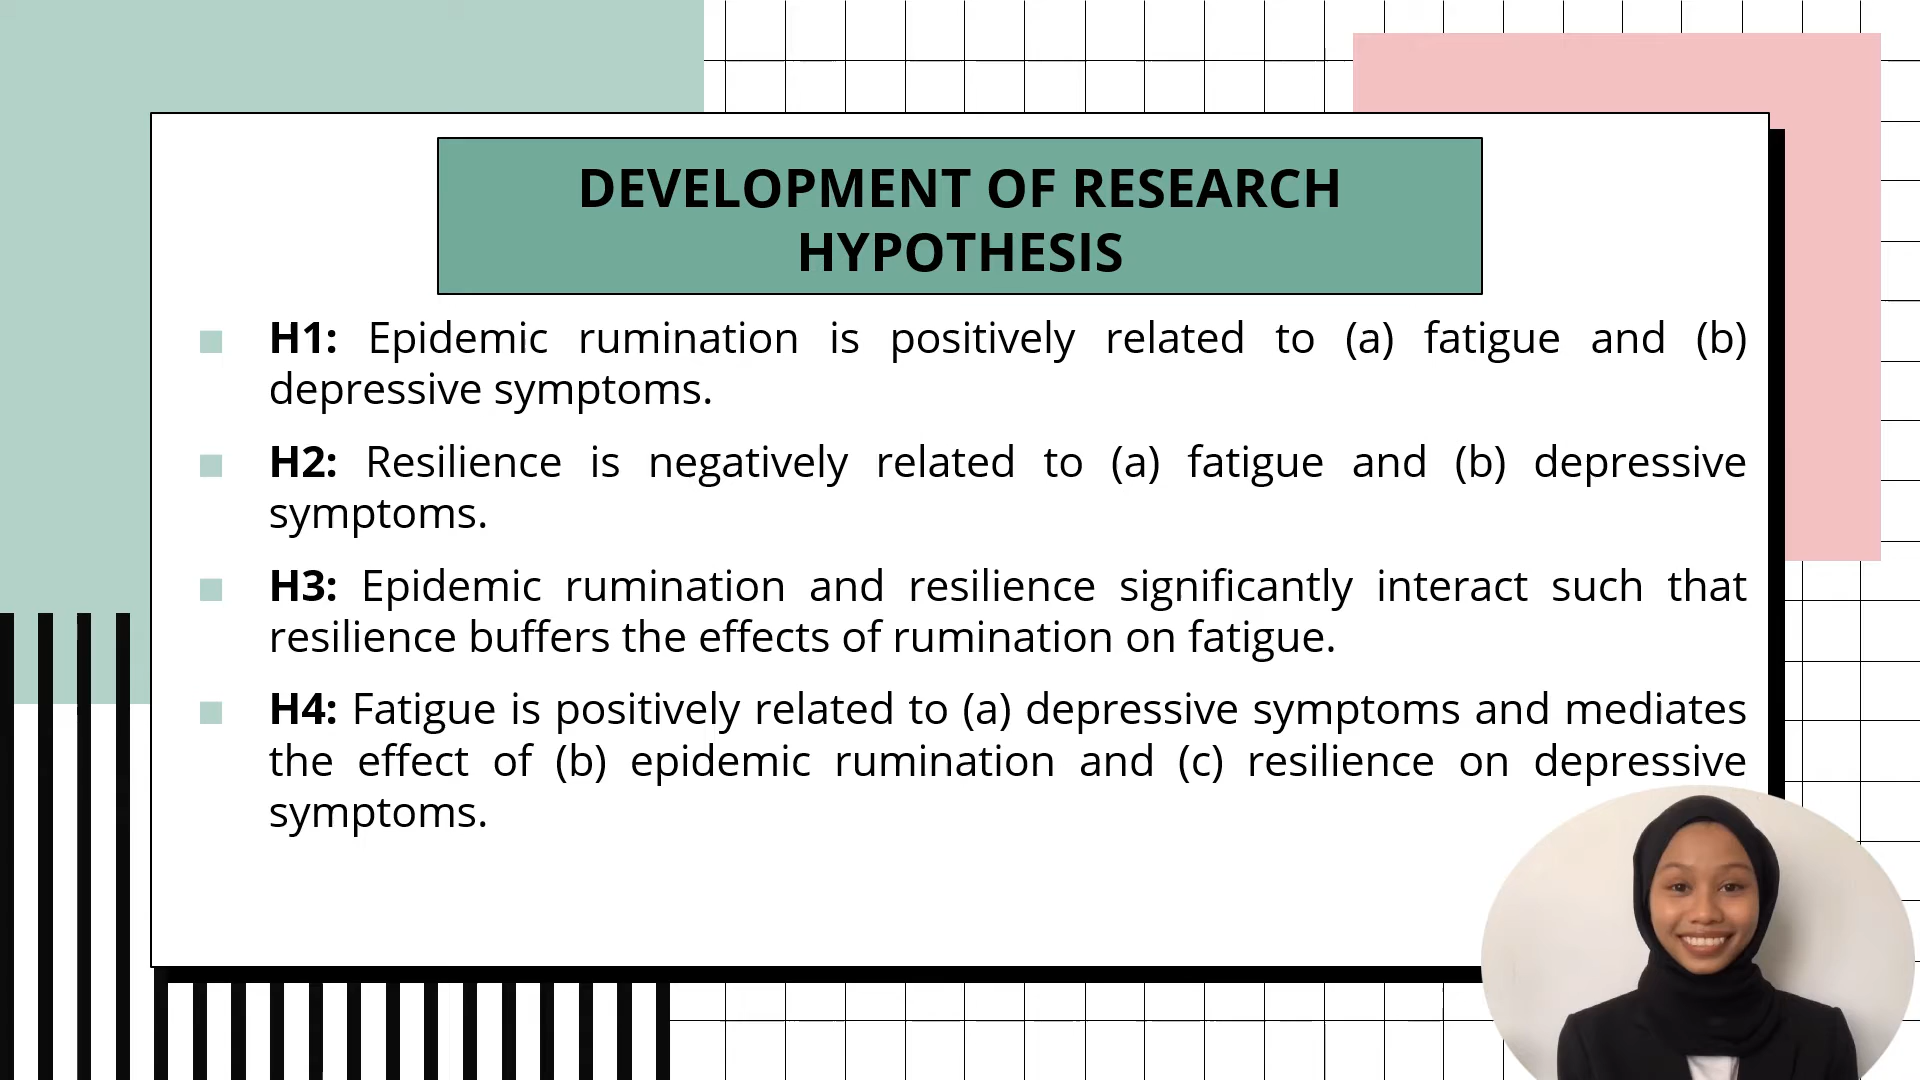 DEVELOPMENT OF RESEARCH
HYPOTHESIS
H1: Epidemic rumination is positively related to (a) fatigue and (b)
depressive symptoms.
H2: Resilience is negatively related to (a) fatigue and (b) depressive
symptoms.
H3: Epidemic rumination and resilience significantly interact such that
resilience buffers the effects of rumination on fatigue.
H4: Fatigue is positively related to (a) depressive symptoms and mediates
the effect of (b) epidemic rumination and (c) resilience on depressive
symptoms.